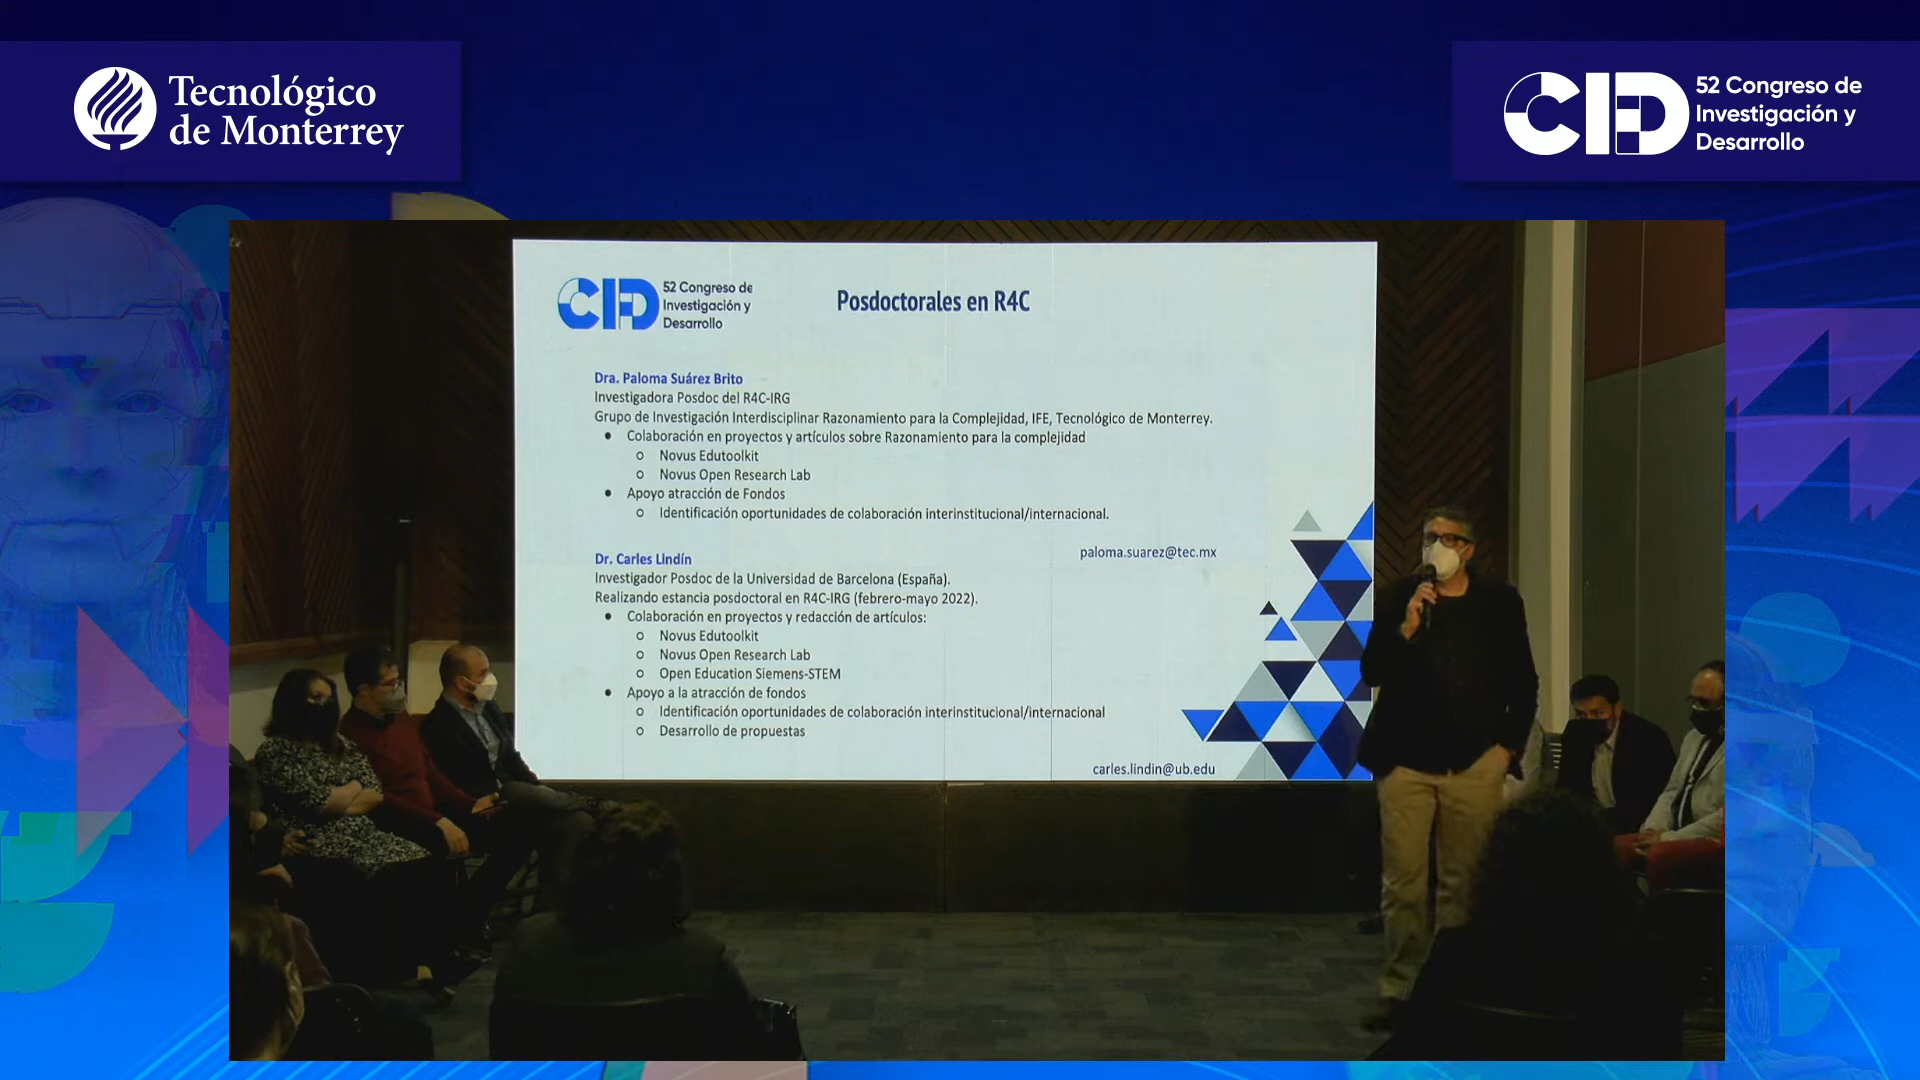 Tecnológico
de Monterrey
CID
52 Congreso de
Investigación y
Desarrollo
CID
52 Congreso de
Investigación y
Desarrollo
Posdoctorales en R4C
Dra. Paloma Suárez Brito
Investigadora Posdoc del R4C-IRG
Grupo de Investigación Interdisciplinar Razonamiento para la Complejidad, IFE, Tecnológico de Monterrey.
● Colaboración en proyectos y artículos sobre Razonamiento para la complejidad
○ Novus Edutoolkit
○ Novus Open Research Lab
● Apoyo atracción de Fondos
○ Identificación oportunidades de colaboración interinstitucional/internacional.
paloma.suarez@tec.mx
Dr. Carles Lindín
Investigador Posdoc de la Universidad de Barcelona (España).
Realizando estancia posdoctoral en R4C-IRG (febrero-mayo 2022).
● Colaboración en proyectos y redacción de artículos:
○ Novus Edutoolkit
○ Novus Open Research Lab
○ Open Education Siemens-STEM
● Apoyo a la atracción de fondos
○ Identificación oportunidades de colaboración interinstitucional/internacional
○ Desarrollo de propuestas
carles.lindin@ub.edu